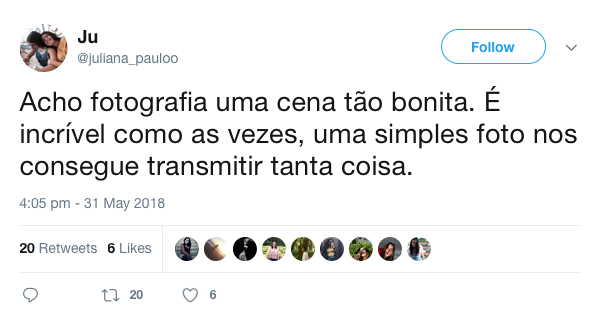 Ju
@juliana_pauloo
Follow
Acho fotografia uma cena tão bonita. É
incrível como as vezes, uma simples foto nos
consegue transmitir tanta coisa.
4:05 pm - 31 May 2018
20 Retweets 6 Likes
20 6